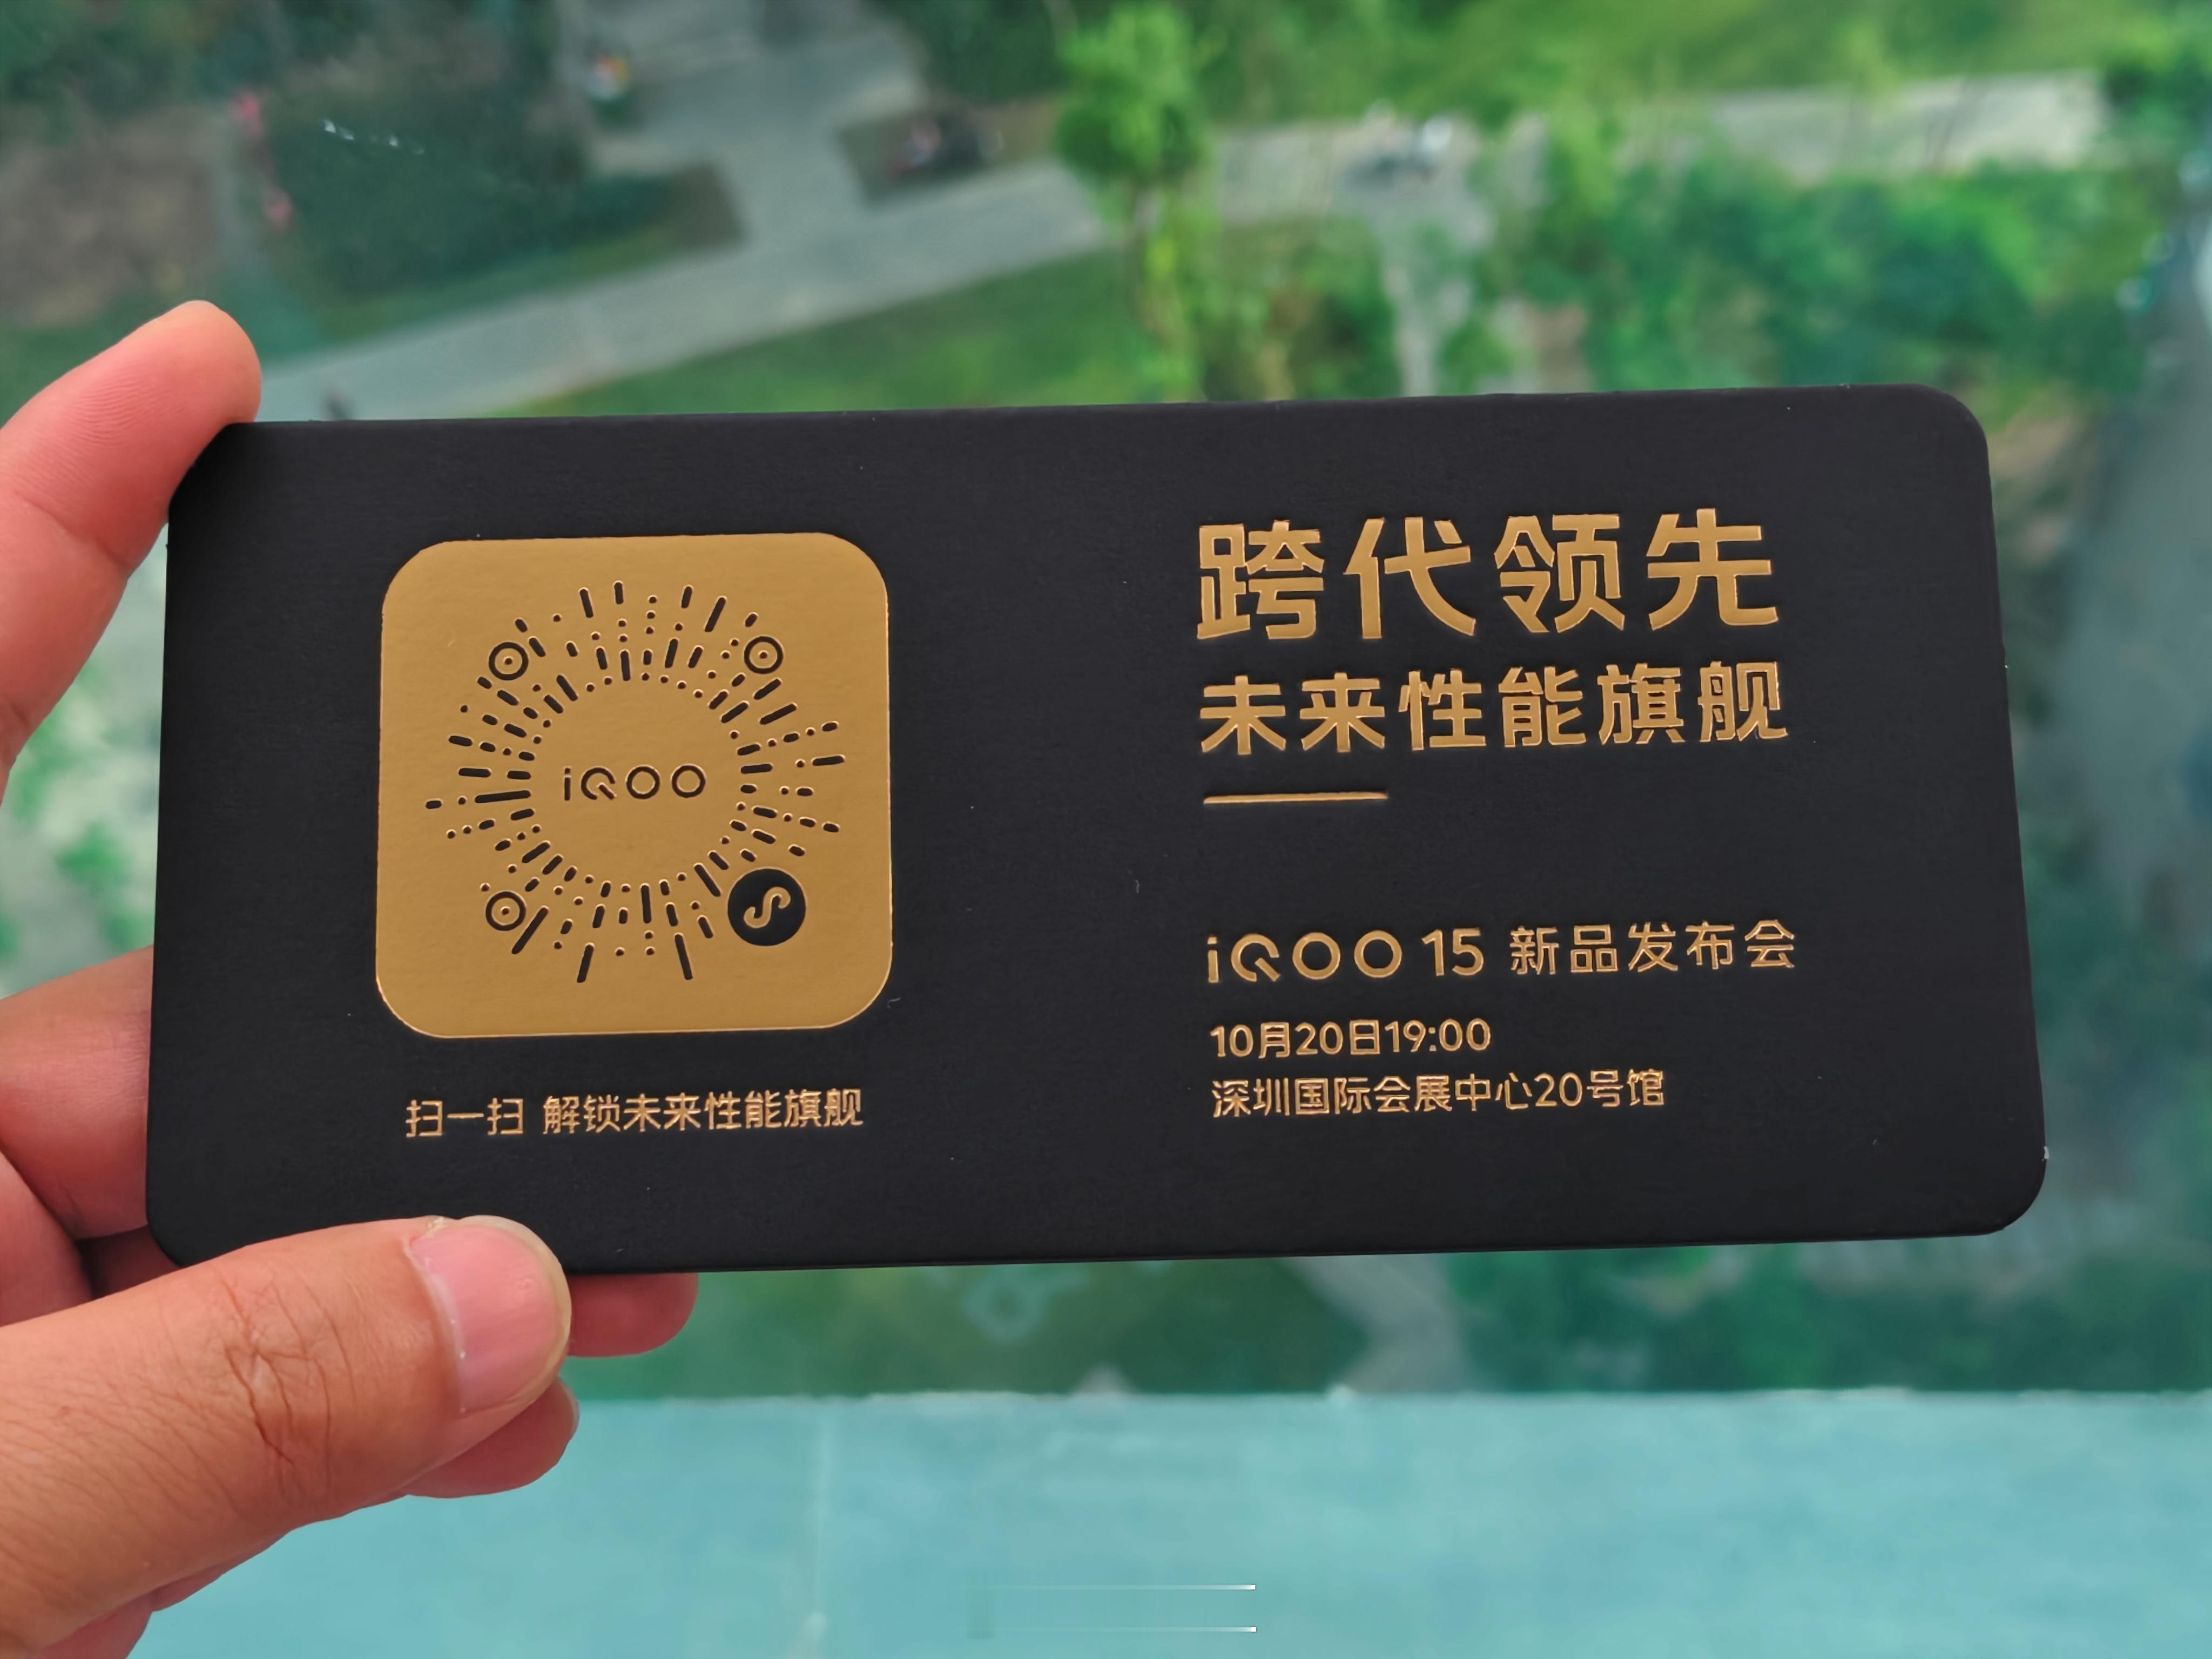 iQOO
扫一扫 解锁未来性能旗舰
跨代领先
未来性能旗舰
iQOO 15 新品发布会
10月20日19:00
深圳国际会展中心20号馆